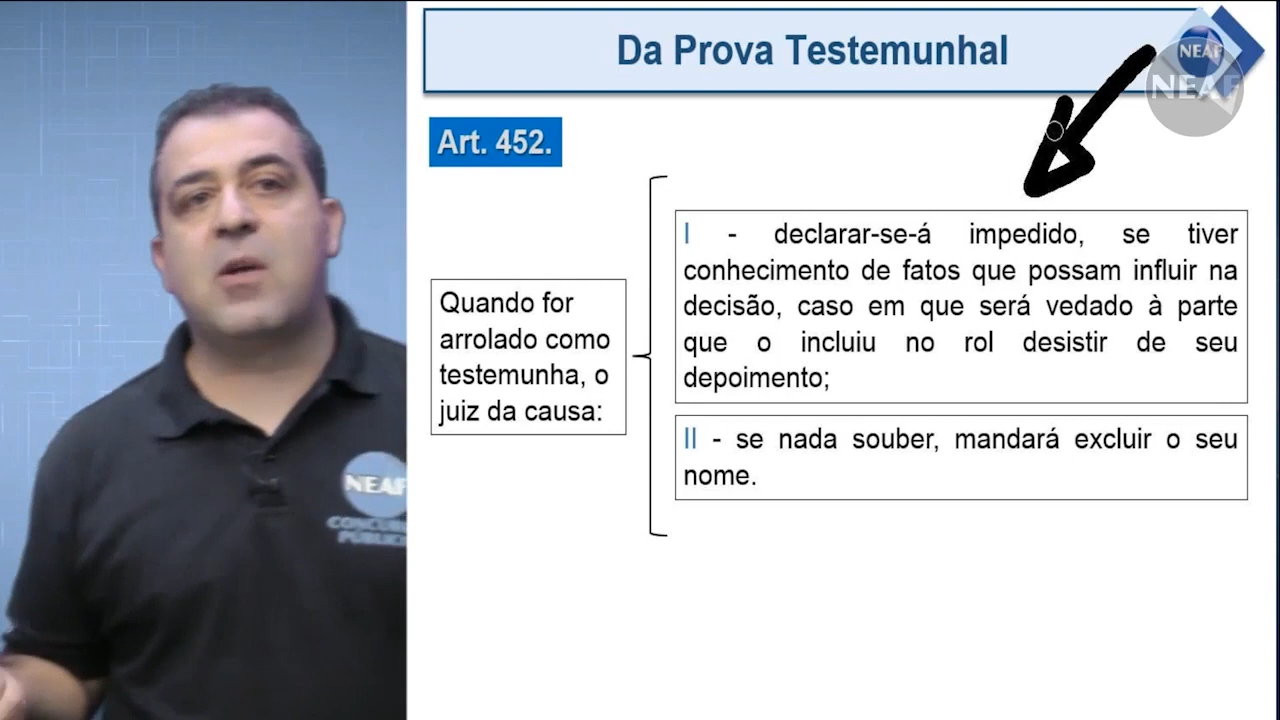 Da Prova Testemunhal
NEAF
NEAF
Art. 452.
Quando for
arrolado como
testemunha, o
juiz da causa:
I - declarar-se-á impedido, se tiver
conhecimento de fatos que possam influir na
decisão, caso em que será vedado à parte
que o incluiu no rol desistir de seu
depoimento;
II - se nada souber, mandará excluir o seu
nome.
NEAF